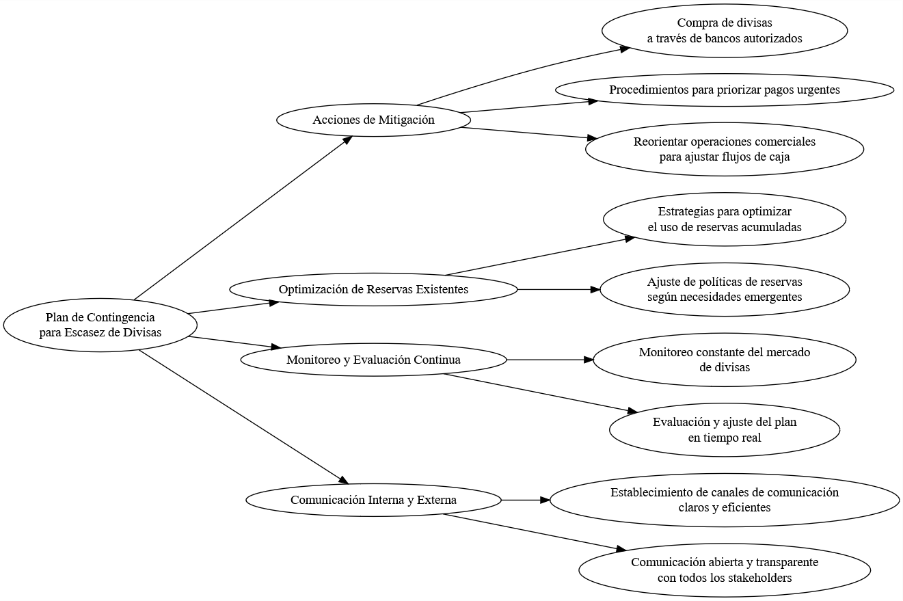 Plan de Contingencia
para Escasez de Divisas
Acciones de Mitigación
Compra de divisas
a través de bancos autorizados
Procedimientos para priorizar pagos urgentes
Reorientar operaciones comerciales
para ajustar flujos de caja
Optimización de Reservas Existentes
Estrategias para optimizar
el uso de reservas acumuladas
Ajuste de políticas de reservas
según necesidades emergentes
Monitoreo y Evaluación Continua
Monitoreo constante del mercado
de divisas
Evaluación y ajuste del plan
en tiempo real
Comunicación Interna y Externa
Establecimiento de canales de comunicación
claros y eficientes
Comunicación abierta y transparente
con todos los stakeholders